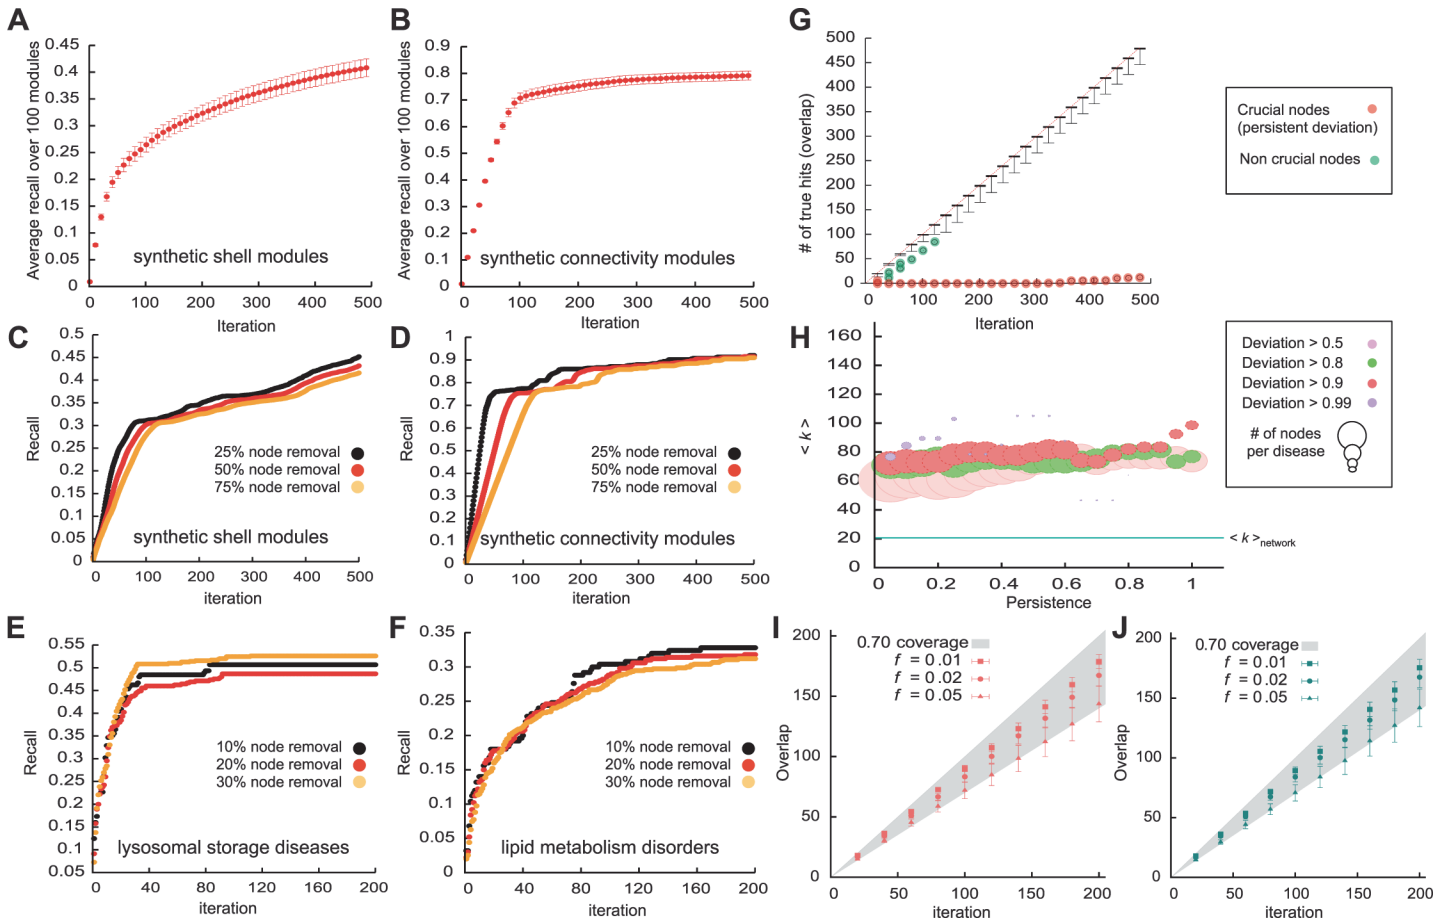 A
0.45
0.4
0.35
0.3
0.25
0.2
0.15
0.1
0.05
0
Average recall over 100 modules
synthetic shell modules
0 100 200 300 400 500
Iteration
B
0.9
0.8
0.7
0.6
0.5
0.4
0.3
0.2
0.1
0
Average recall over 100 modules
synthetic connectivity modules
0 100 200 300 400 500
Iteration
G
500
450
400
350
300
250
200
150
100
50
0
# of true hits (overlap)
0 100 200 300 400 500
Iteration
Crucial nodes
(persistent deviation)
Non crucial nodes
C
0.5
0.45
0.4
0.35
0.3
0.25
0.2
0.15
0.1
0.05
0
Recall
25% node removal
50% node removal
75% node removal
synthetic shell modules
0 100 200 300 400 500
iteration
D
1
0.9
0.8
0.7
0.6
0.5
0.4
0.3
0.2
0.1
0
Recall
25% node removal
50% node removal
75% node removal
synthetic connectivity modules
0 100 200 300 400 500
iteration
H
160
140
120
100
80
60
40
20
0
< k >
< k >network
0 0.2 0.4 0.6 0.8 1
Persistence
Deviation > 0.5
Deviation > 0.8
Deviation > 0.9
Deviation > 0.99
# of nodes
per disease
E
0.55
0.5
0.45
0.4
0.35
0.3
0.25
0.2
0.15
0.1
0.05
Recall
10% node removal
20% node removal
30% node removal
lysosomal storage diseases
0 40 80 120 160 200
iteration
F
0.35
0.3
0.25
0.2
0.15
0.1
0.05
0
Recall
10% node removal
20% node removal
30% node removal
lipid metabolism disorders
0 40 80 120 160 200
iteration
I
200
150
100
50
0
Overlap
0.70 coverage
f = 0.01
f = 0.02
f = 0.05
0 50 100 150 200
iteration
J
200
150
100
50
0
Overlap
0.70 coverage
f = 0.01
f = 0.02
f = 0.05
0 50 100 150 200
iteration